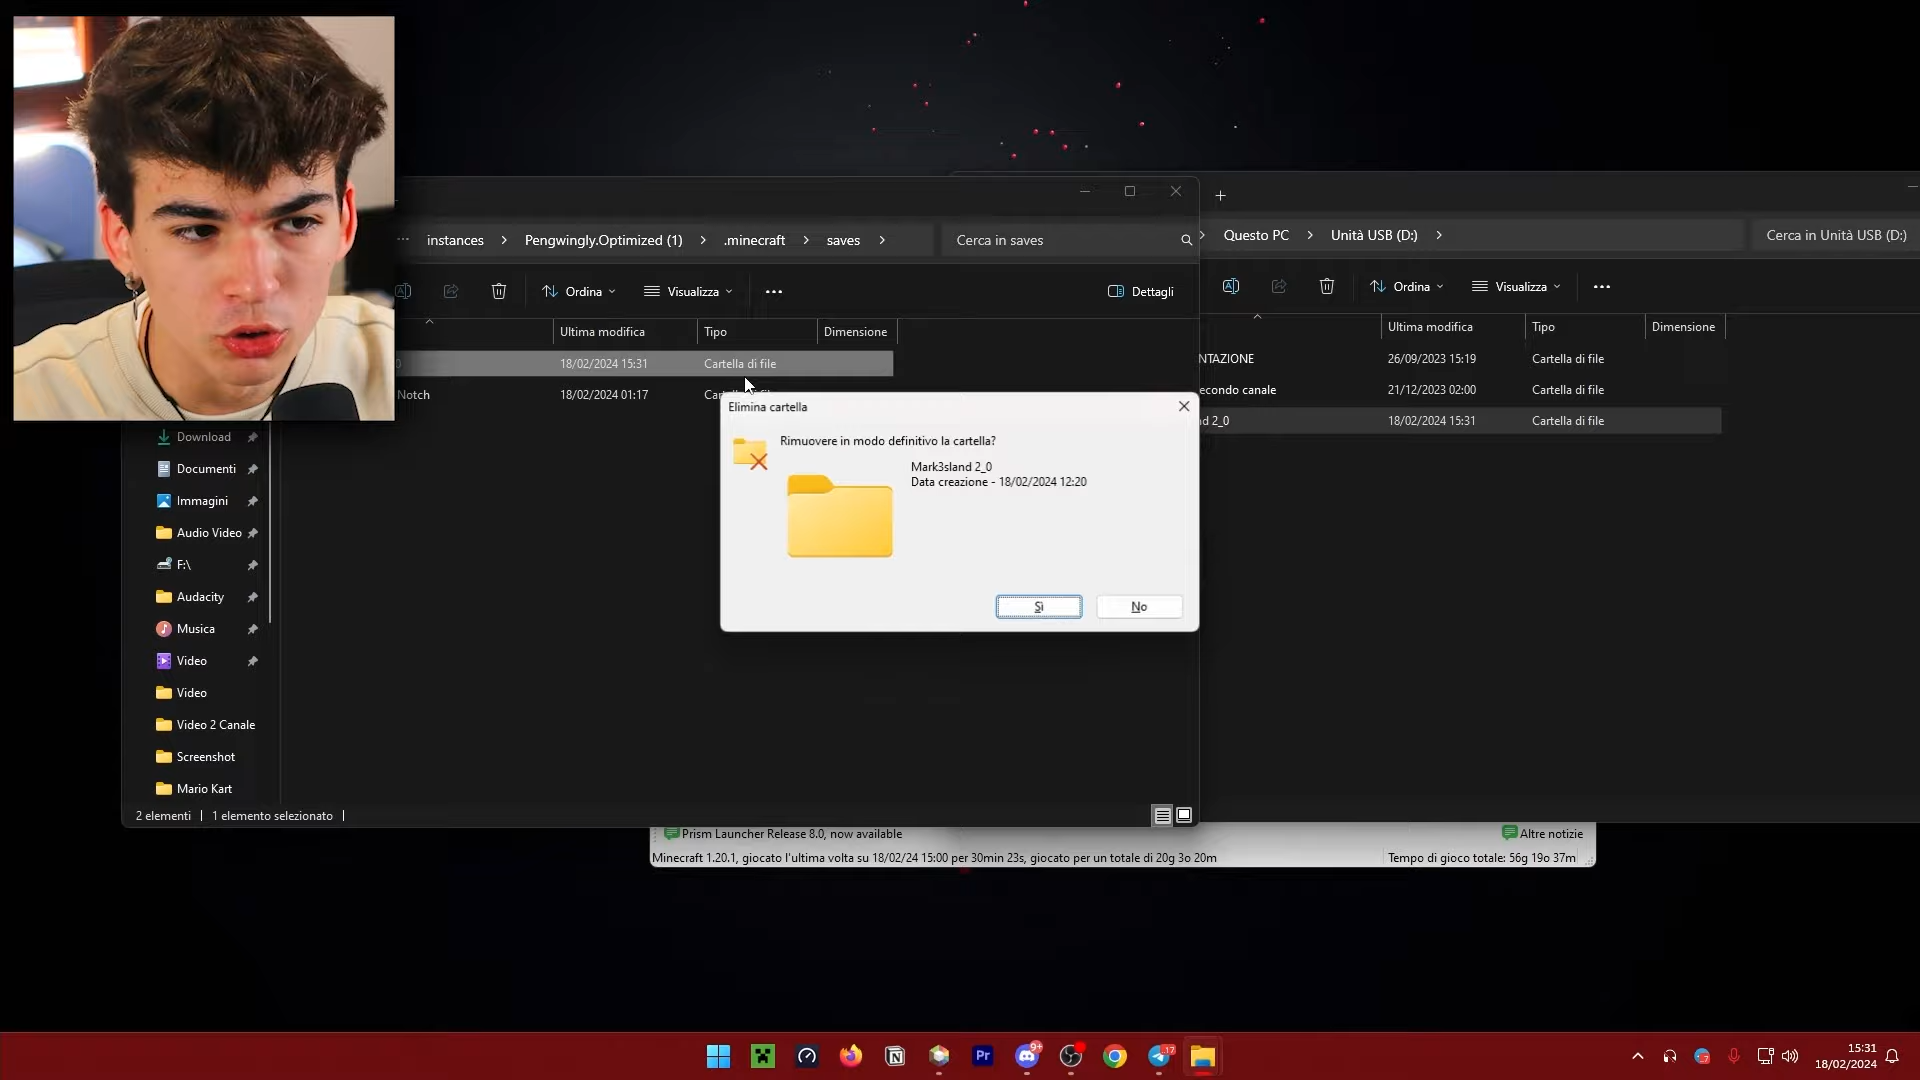 instances > Pengwingly.Optimized (1) > .minecraft > saves >
Cerca in saves
Questo PC > Unità USB (D:) >
Cerca in Unità USB (D:)
Ordina
Visualizza
Dettagli
Ordina
Visualizza
Ultima modifica
Tipo
Dimensione
Ultima modifica
Tipo
Dimensione
18/02/2024 15:31
Cartella di file
NTAZIONE
26/09/2023 15:19
Cartella di file
Notch
18/02/2024 01:17
econdo canale
21/12/2023 02:00
Cartella di file
nd 2_0
18/02/2024 15:31
Cartella di file
Elimina cartella
Rimuovere in modo definitivo la cartella?
Mark3sland 2_0
Data creazione - 18/02/2024 12:20
Sì
No
Download
Documenti
Immagini
Audio Video
F:\
Audacity
Musica
Video
Video
Video 2 Canale
Screenshot
Mario Kart
2 elementi | 1 elemento selezionato |
Prism Launcher Release 8.0, now available
Altre notizie
Minecraft 1.20.1, giocato l'ultima volta su 18/02/24 15:00 per 30min 23s, giocato per un totale di 20g 3o 20m
Tempo di gioco totale: 56g 19o 37m
Pr
9+
17
15:31
18/02/2024